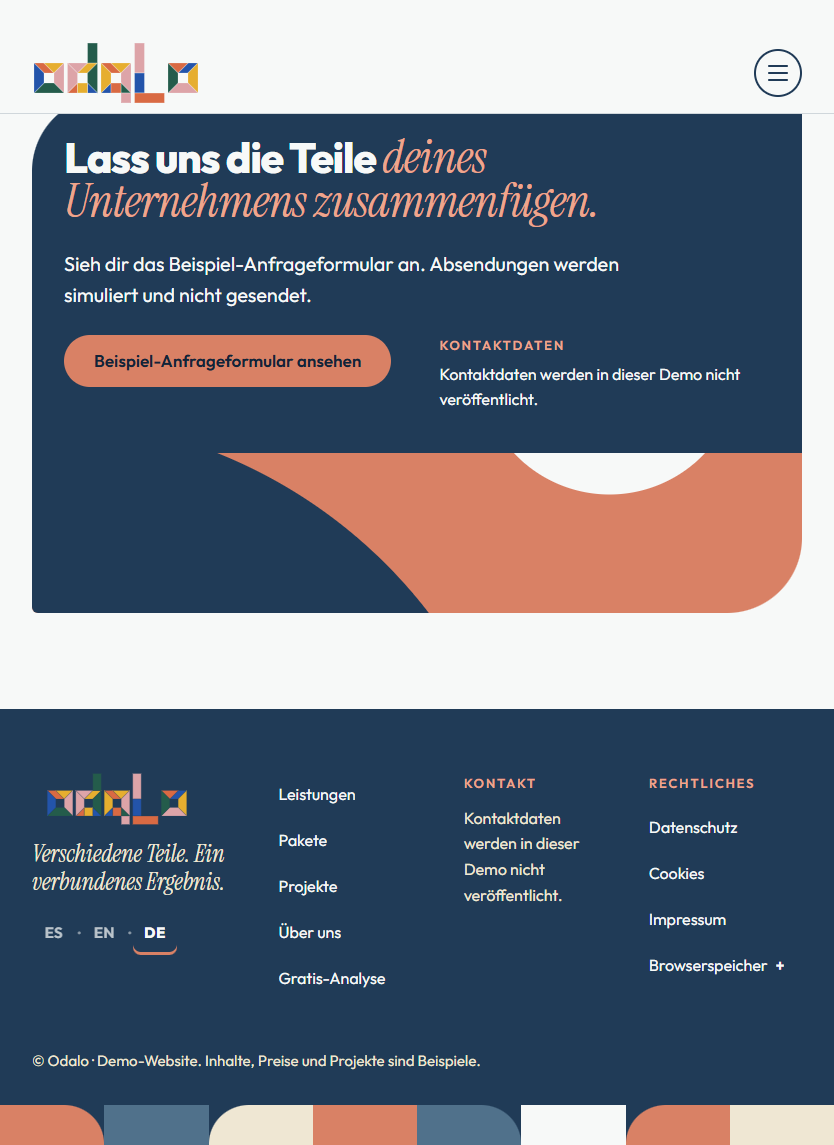 odalo
Lass uns die Teile deines
Unternehmens zusammenfügen.
Sieh dir das Beispiel-Anfrageformular an. Absendungen werden
simuliert und nicht gesendet.
Beispiel-Anfrageformular ansehen
KONTAKTDATEN
Kontaktdaten werden in dieser Demo nicht
veröffentlicht.
odalo
Verschiedene Teile. Ein
verbundenes Ergebnis.
ES · EN · DE
Leistungen
Pakete
Projekte
Über uns
Gratis-Analyse
KONTAKT
Kontaktdaten
werden in dieser
Demo nicht
veröffentlicht.
RECHTLICHES
Datenschutz
Cookies
Impressum
Browserspeicher +
© Odalo · Demo-Website. Inhalte, Preise und Projekte sind Beispiele.